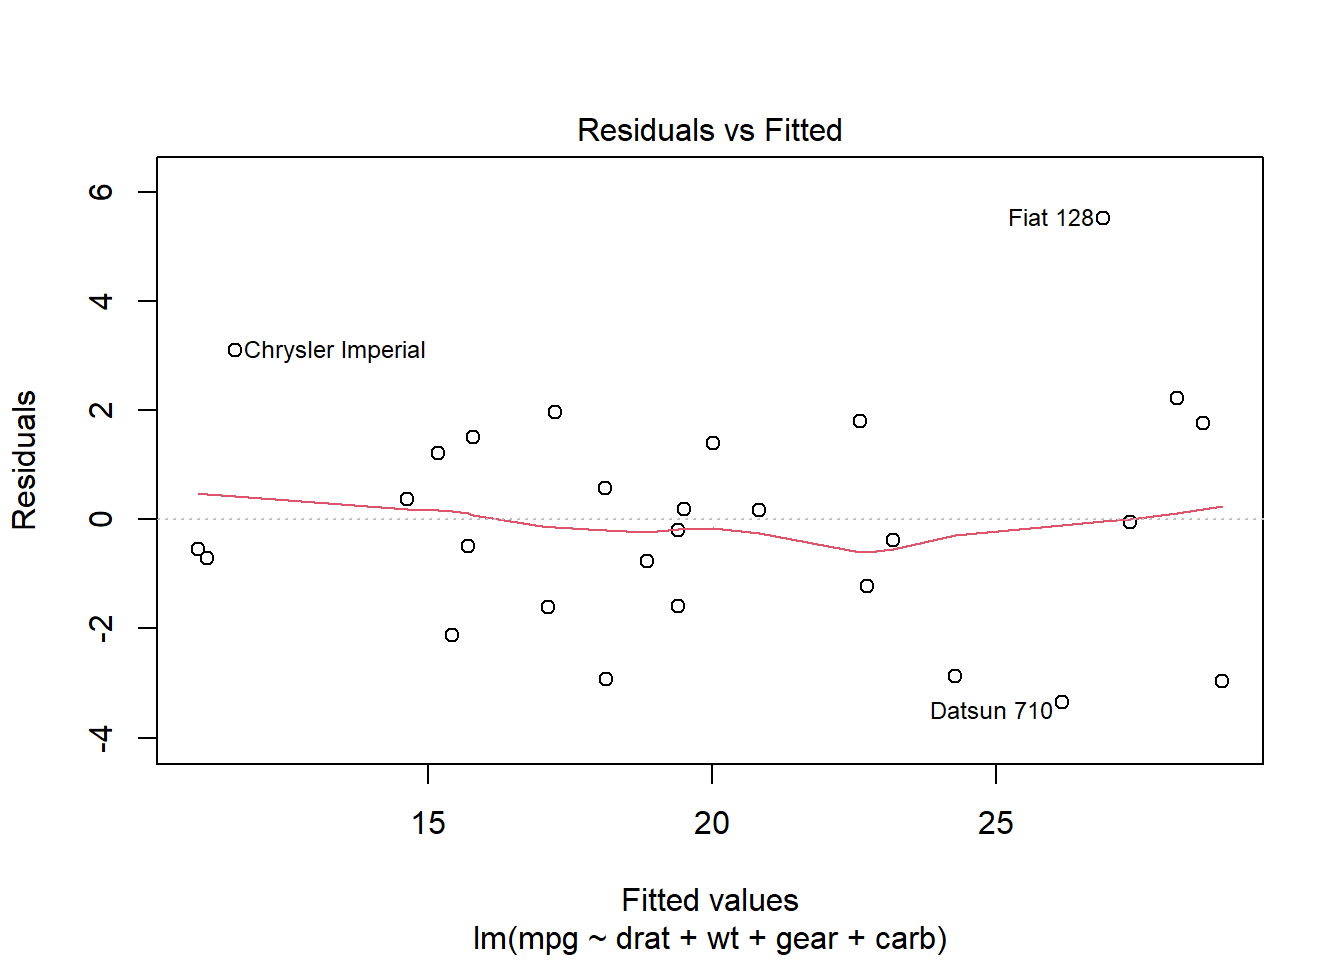 Residuals vs Fitted
6
4
2
0
-2
-4
Residuals
Fiat 128
Chrysler Imperial
Datsun 710
15 20 25
Fitted values
lm(mpg ~ drat + wt + gear + carb)